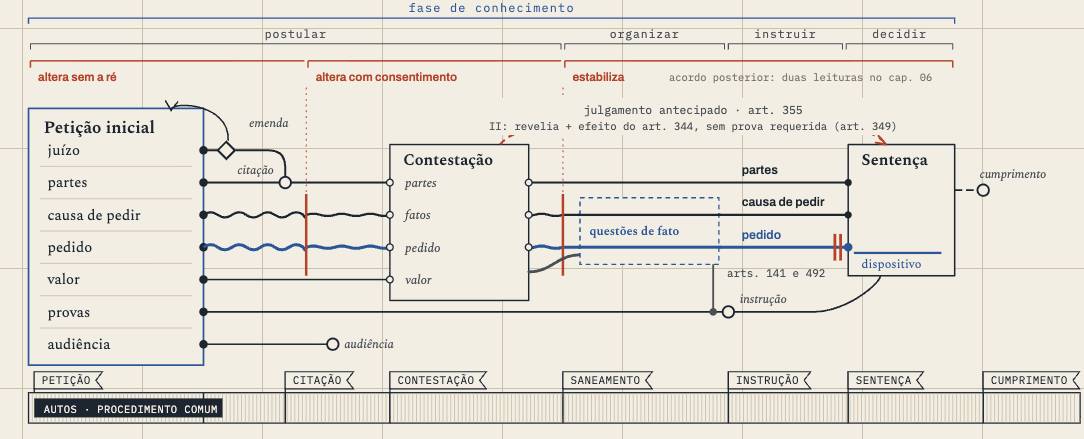 fase de conhecimento
postular
organizar
instruir
decidir
altera sem a ré
altera com consentimento
estabiliza
acordo posterior: duas leituras no cap. 06
julgamento antecipado · art. 355
II: revelia + efeito do art. 344, sem prova requerida (art. 349)
Petição inicial
juízo
partes
causa de pedir
pedido
valor
provas
audiência
emenda
citação
Contestação
partes
fatos
pedido
valor
questões de fato
partes
causa de pedir
pedido
arts. 141 e 492
instrução
audiência
Sentença
dispositivo
cumprimento
PETIÇÃO
CITAÇÃO
CONTESTAÇÃO
SANEAMENTO
INSTRUÇÃO
SENTENÇA
CUMPRIMENTO
AUTOS · PROCEDIMENTO COMUM